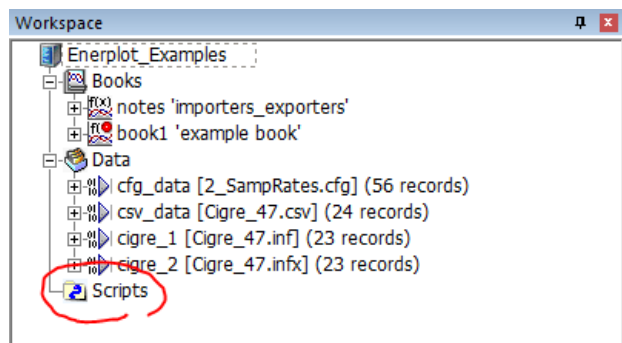 Workspace
Enerplot_Examples
Books
notes 'importers_exporters'
book1 'example book'
Data
cfg_data [2_SampRates.cfg] (56 records)
csv_data [Cigre_47.csv] (24 records)
cigre_1 [Cigre_47.inf] (23 records)
cigre_2 [Cigre_47.infx] (23 records)
Scripts